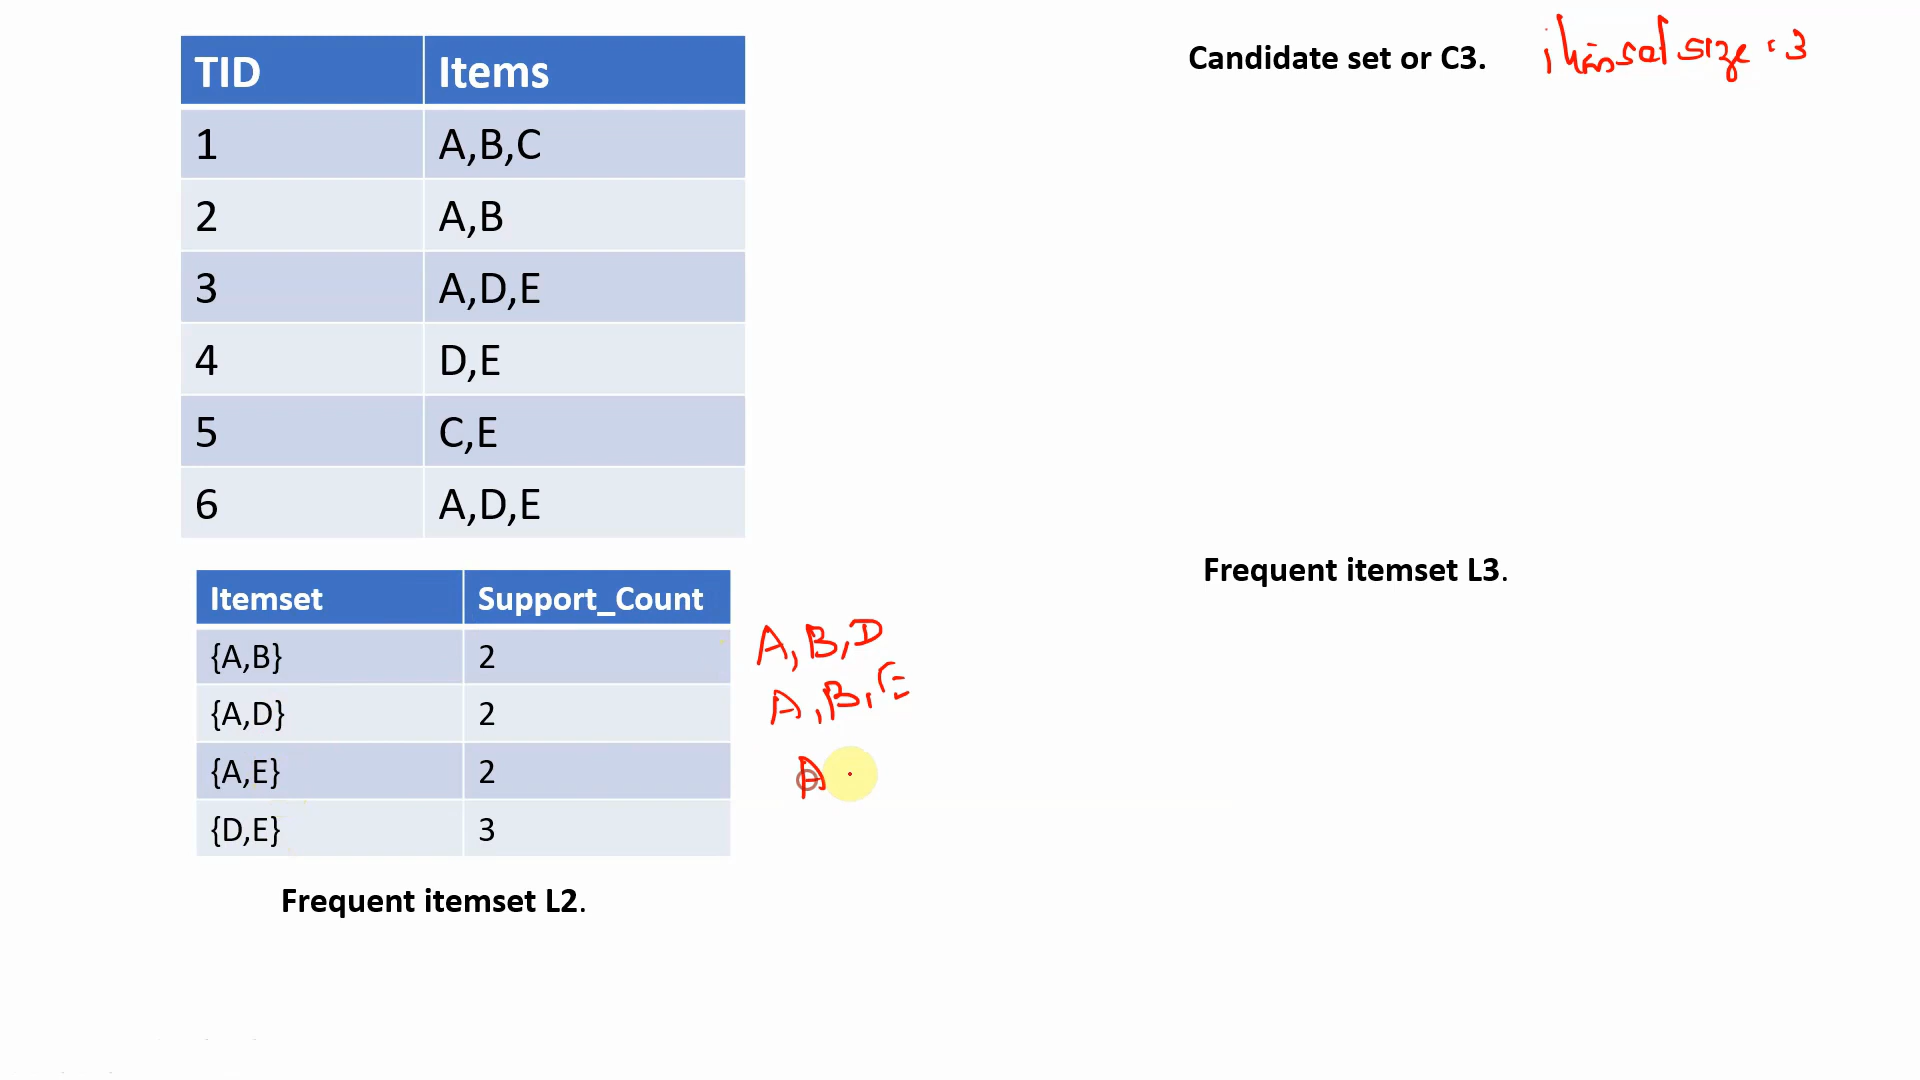 TID Items
1 A,B,C
2 A,B
3 A,D,E
4 D,E
5 C,E
6 A,D,E
Itemset Support_Count
{A,B} 2
{A,D} 2
{A,E} 2
{D,E} 3
Frequent itemset L2.
A,B,D
A,B,E
A
Candidate set or C3.
itemset size = 3
Frequent itemset L3.